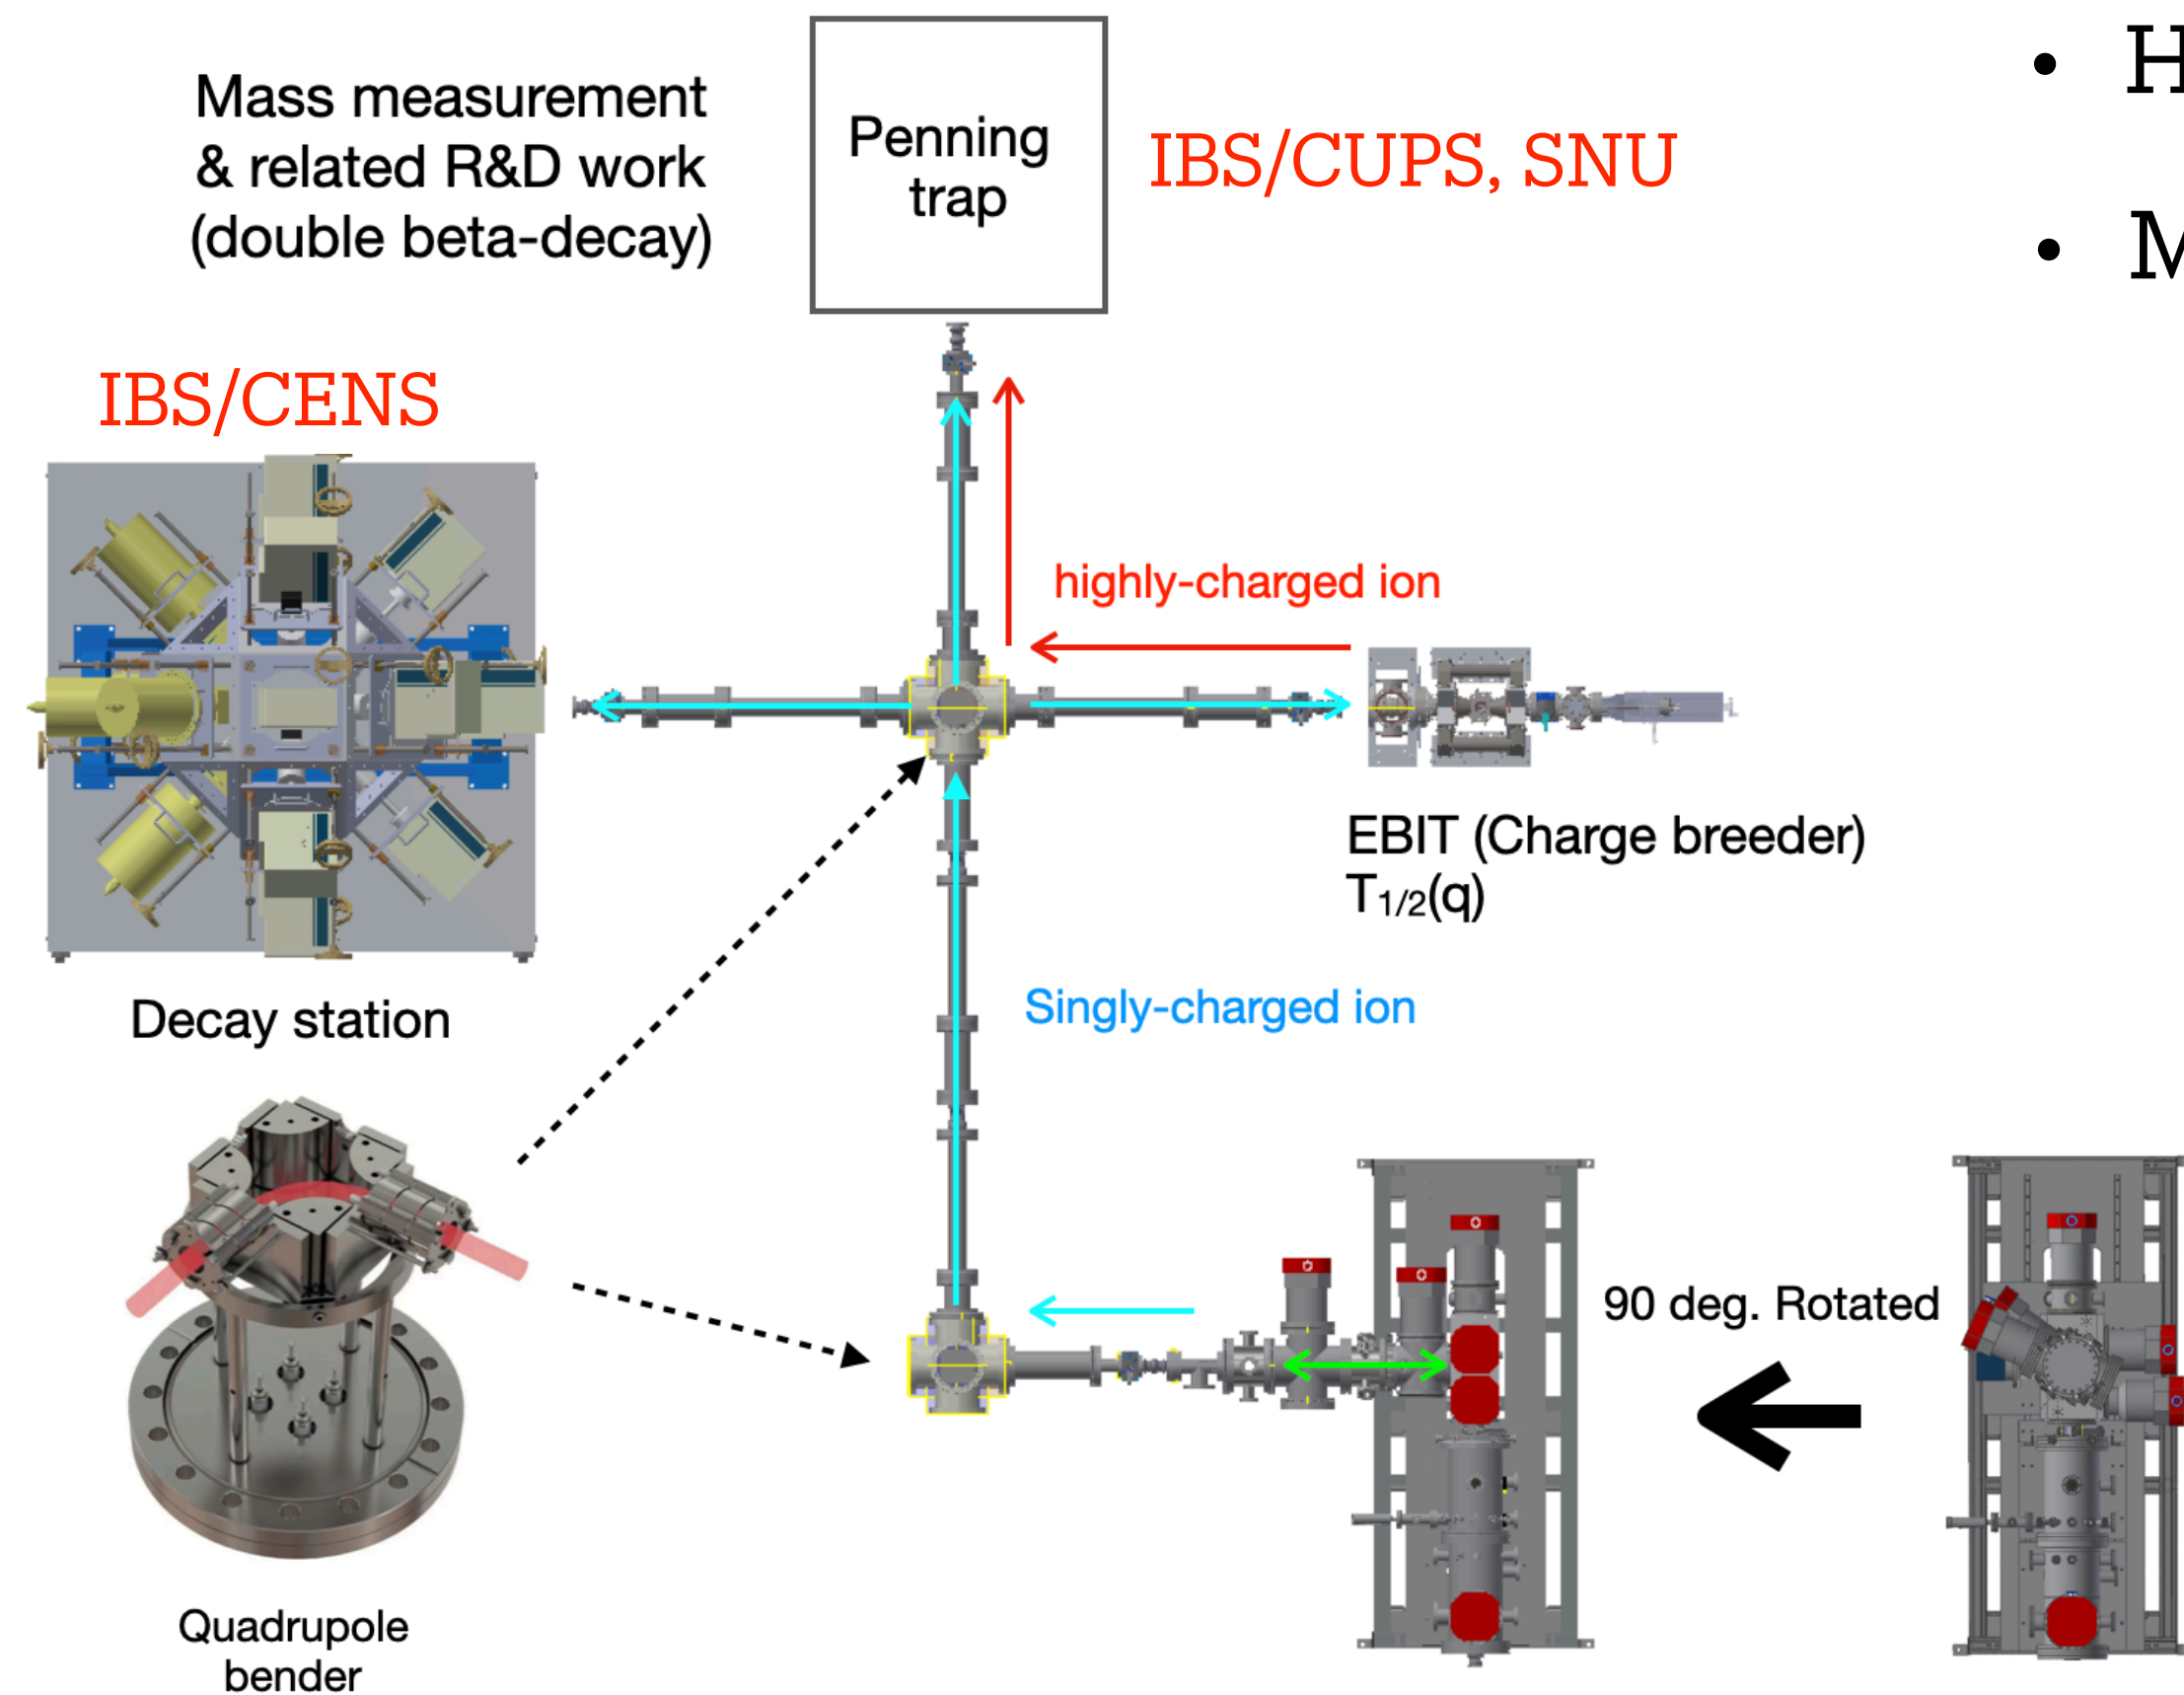 Mass measurement
& related R&D work
(double beta-decay)
Penning
trap
IBS/CUPS, SNU
IBS/CENS
highly-charged ion
EBIT (Charge breeder)
T1/2(q)
Singly-charged ion
Decay station
90 deg. Rotated
Quadrupole
bender